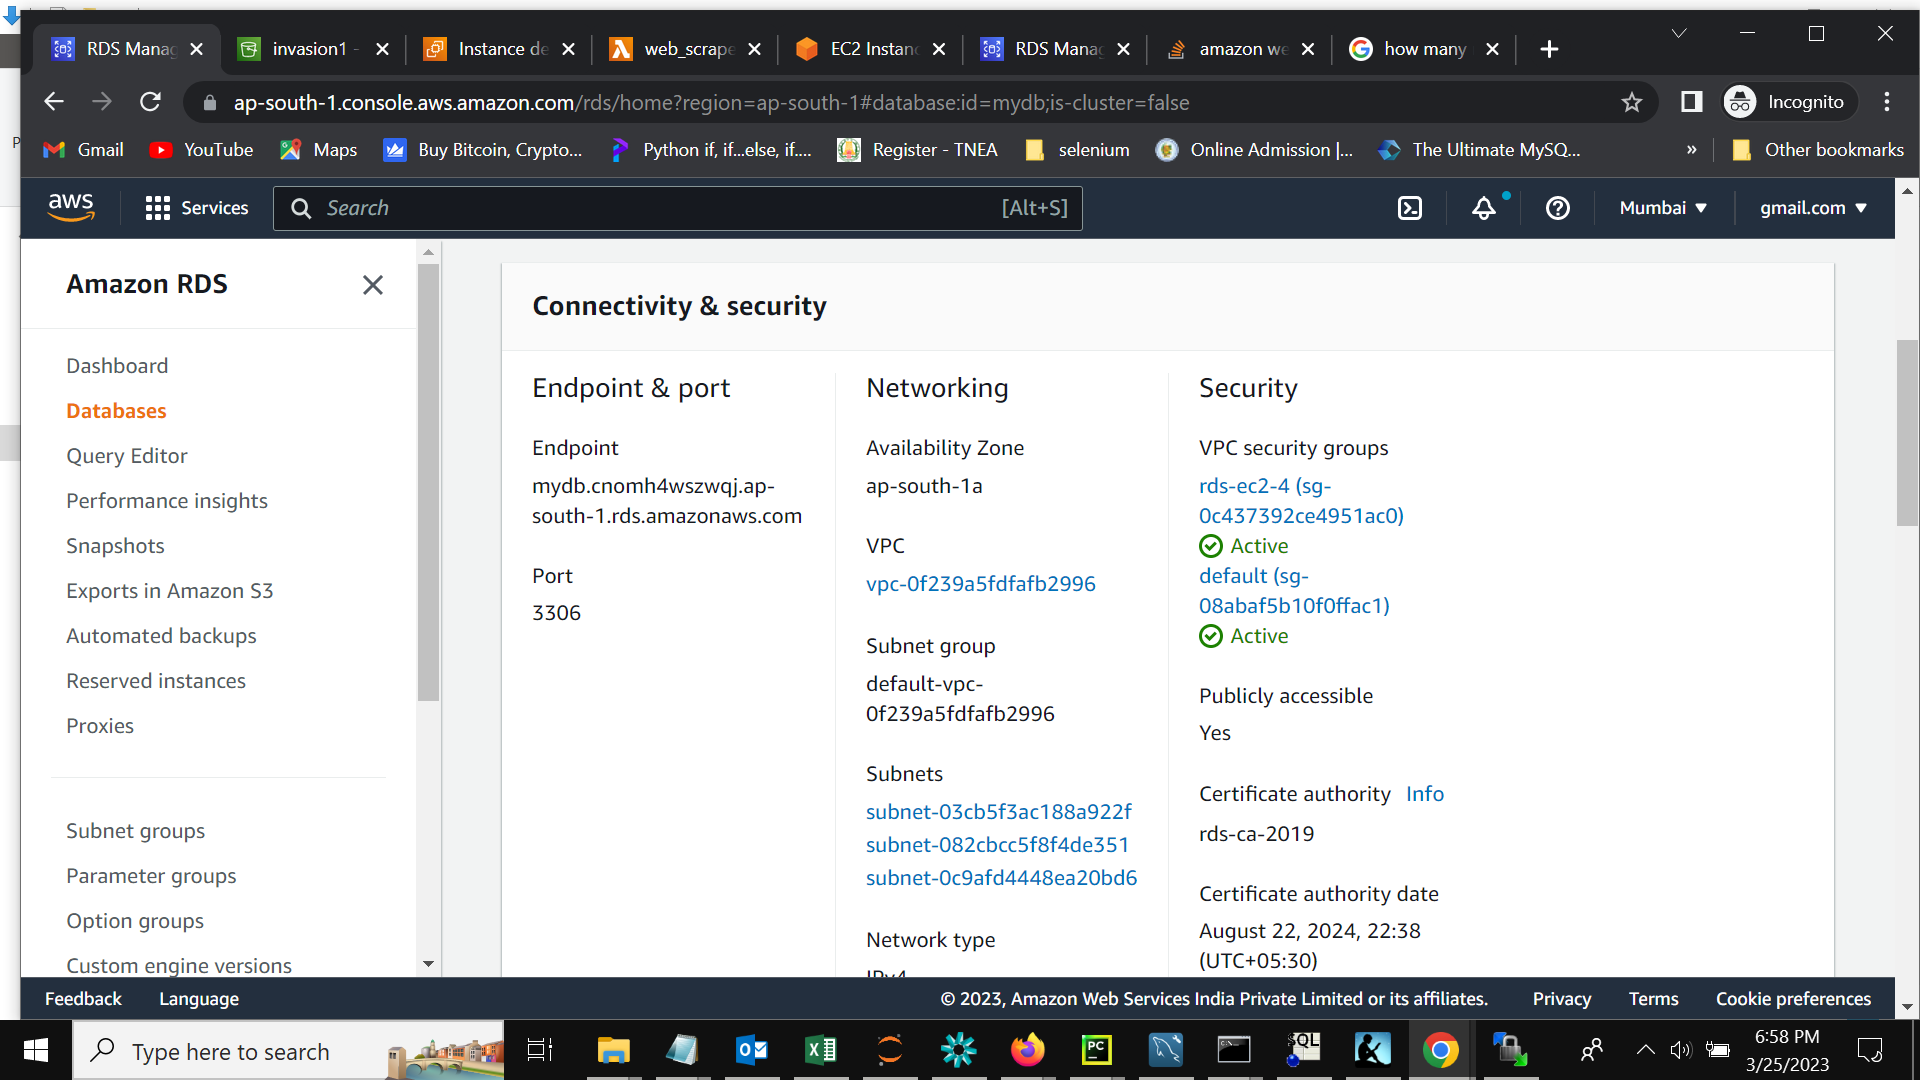 RDS Manag
invasion1 -
Instance de
web_scrape
EC2 Instan
RDS Manag
amazon we
how many
ap-south-1.console.aws.amazon.com/rds/home?region=ap-south-1#database:id=mydb;is-cluster=false
Incognito
P
Gmail
YouTube
Maps
Buy Bitcoin, Crypto...
Python if, if...else, if....
Register - TNEA
selenium
Online Admission |...
The Ultimate MySQ...
»
Other bookmarks
aws
Services
Search
[Alt+S]
Mumbai
gmail.com
Amazon RDS
Dashboard
Databases
Query Editor
Performance insights
Snapshots
Exports in Amazon S3
Automated backups
Reserved instances
Proxies
Subnet groups
Parameter groups
Option groups
Custom engine versions
Connectivity & security
Endpoint & port
Endpoint
mydb.cnomh4wszwqj.ap-
south-1.rds.amazonaws.com
Port
3306
Networking
Availability Zone
ap-south-1a
VPC
vpc-0f239a5fdfafb2996
Subnet group
default-vpc-
0f239a5fdfafb2996
Subnets
subnet-03cb5f3ac188a922f
subnet-082cbcc5f8f4de351
subnet-0c9afd4448ea20bd6
Network type
IPv4
Security
VPC security groups
rds-ec2-4 (sg-
0c437392ce4951ac0)
Active
default (sg-
08abaf5b10f0ffac1)
Active
Publicly accessible
Yes
Certificate authority Info
rds-ca-2019
Certificate authority date
August 22, 2024, 22:38
(UTC+05:30)
Feedback
Language
© 2023, Amazon Web Services India Private Limited or its affiliates.
Privacy
Terms
Cookie preferences
Type here to search
PC
SQL
6:58 PM
3/25/2023